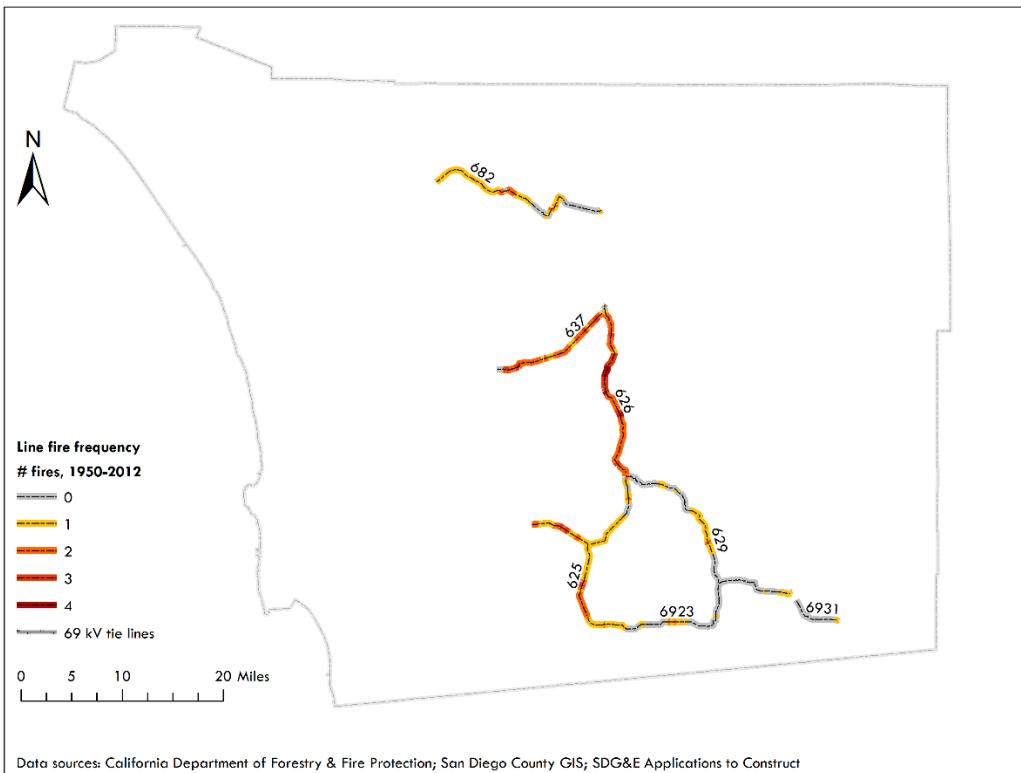 N
682
637
626
629
625
6923
6931
Line fire frequency
# fires, 1950-2012
0
1
2
3
4
69 kV tie lines
0 5 10 20 Miles
Data sources: California Department of Forestry & Fire Protection; San Diego County GIS; SDG&E Applications to Construct